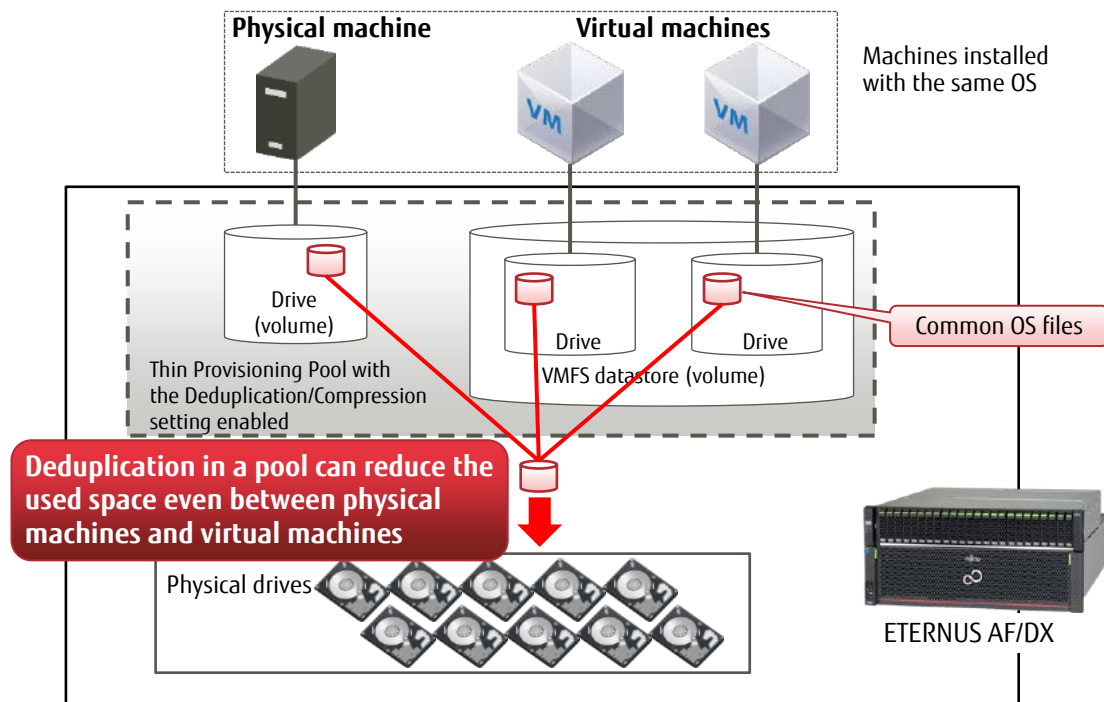 Physical machine
Virtual machines
Machines installed
with the same OS
VM
VM
Drive
(volume)
Drive
Drive
Common OS files
VMFS datastore (volume)
Thin Provisioning Pool with
the Deduplication/Compression
setting enabled
Deduplication in a pool can reduce the
used space even between physical
machines and virtual machines
Physical drives
ETERNUS AF/DX